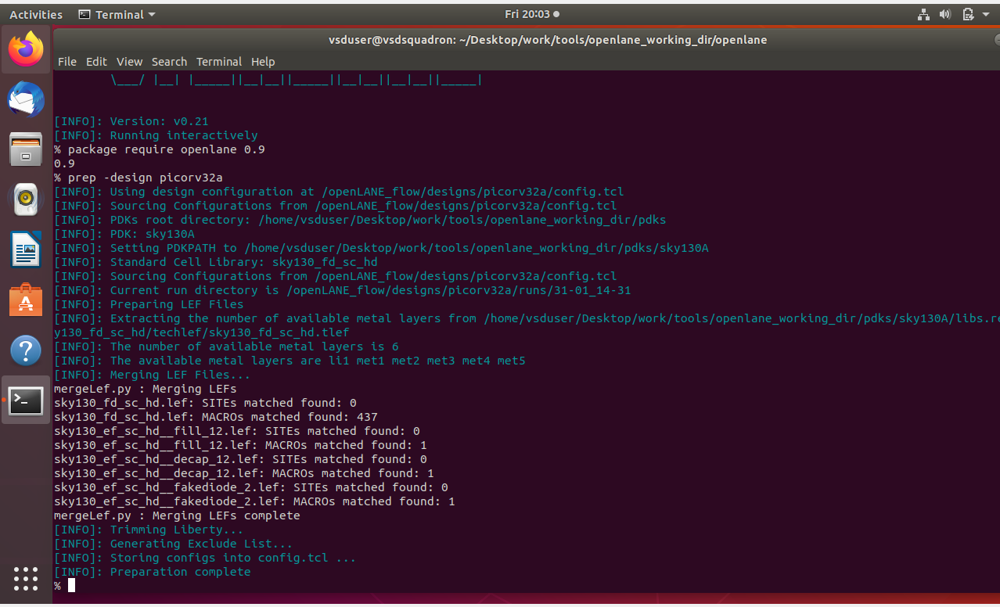 Activities Terminal Fri 20:03
vsduser@vsdsquadron: ~/Desktop/work/tools/openlane_working_dir/openlane
File Edit View Search Terminal Help
\___/ |__| |_____||__|__||_____||__|__||__|__||_____|
[INFO]: Version: v0.21
[INFO]: Running interactively
% package require openlane 0.9
0.9
% prep -design picorv32a
[INFO]: Using design configuration at /openLANE_flow/designs/picorv32a/config.tcl
[INFO]: Sourcing Configurations from /openLANE_flow/designs/picorv32a/config.tcl
[INFO]: PDKs root directory: /home/vsduser/Desktop/work/tools/openlane_working_dir/pdks
[INFO]: PDK: sky130A
[INFO]: Setting PDKPATH to /home/vsduser/Desktop/work/tools/openlane_working_dir/pdks/sky130A
[INFO]: Standard Cell Library: sky130_fd_sc_hd
[INFO]: Sourcing Configurations from /openLANE_flow/designs/picorv32a/config.tcl
[INFO]: Current run directory is /openLANE_flow/designs/picorv32a/runs/31-01_14-31
[INFO]: Preparing LEF Files
[INFO]: Extracting the number of available metal layers from /home/vsduser/Desktop/work/tools/openlane_working_dir/pdks/sky130A/libs.re
y130_fd_sc_hd/techlef/sky130_fd_sc_hd.tlef
[INFO]: The number of available metal layers is 6
[INFO]: The available metal layers are li1 met1 met2 met3 met4 met5
[INFO]: Merging LEF Files...
mergeLef.py : Merging LEFs
sky130_fd_sc_hd.lef: SITEs matched found: 0
sky130_fd_sc_hd.lef: MACROs matched found: 437
sky130_ef_sc_hd__fill_12.lef: SITEs matched found: 0
sky130_ef_sc_hd__fill_12.lef: MACROs matched found: 1
sky130_ef_sc_hd__decap_12.lef: SITEs matched found: 0
sky130_ef_sc_hd__decap_12.lef: MACROs matched found: 1
sky130_ef_sc_hd__fakediode_2.lef: SITEs matched found: 0
sky130_ef_sc_hd__fakediode_2.lef: MACROs matched found: 1
mergeLef.py : Merging LEFs complete
[INFO]: Trimming Liberty...
[INFO]: Generating Exclude List...
[INFO]: Storing configs into config.tcl ...
[INFO]: Preparation complete
%